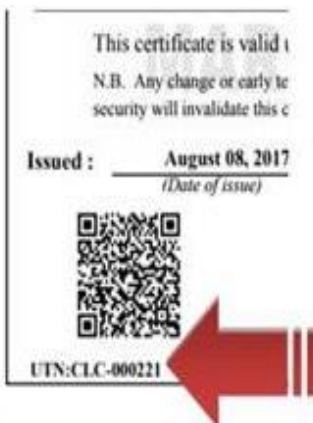 This certificate is valid
N.B. Any change or early te
security will invalidate this c
Issued : August 08, 2017
(Date of issue)
UTN:CLC-000221